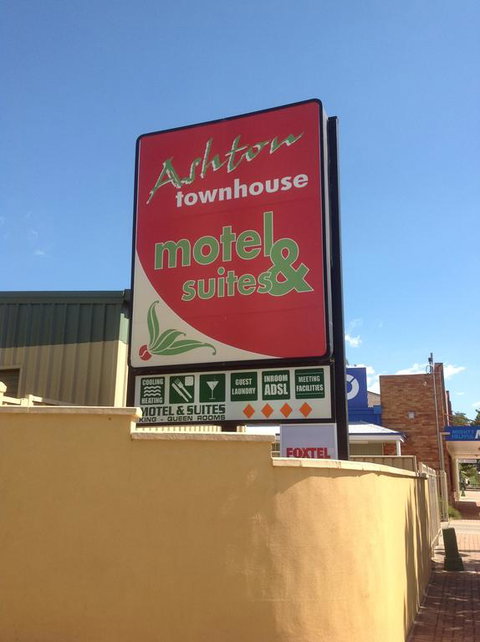 Ashton
townhouse
motel &
suites
COOLING
HEATING
GUEST
LAUNDRY
INROOM
ADSL
MEETING
FACILITIES
MOTEL & SUITES
KING - QUEEN ROOMS
FOXTEL